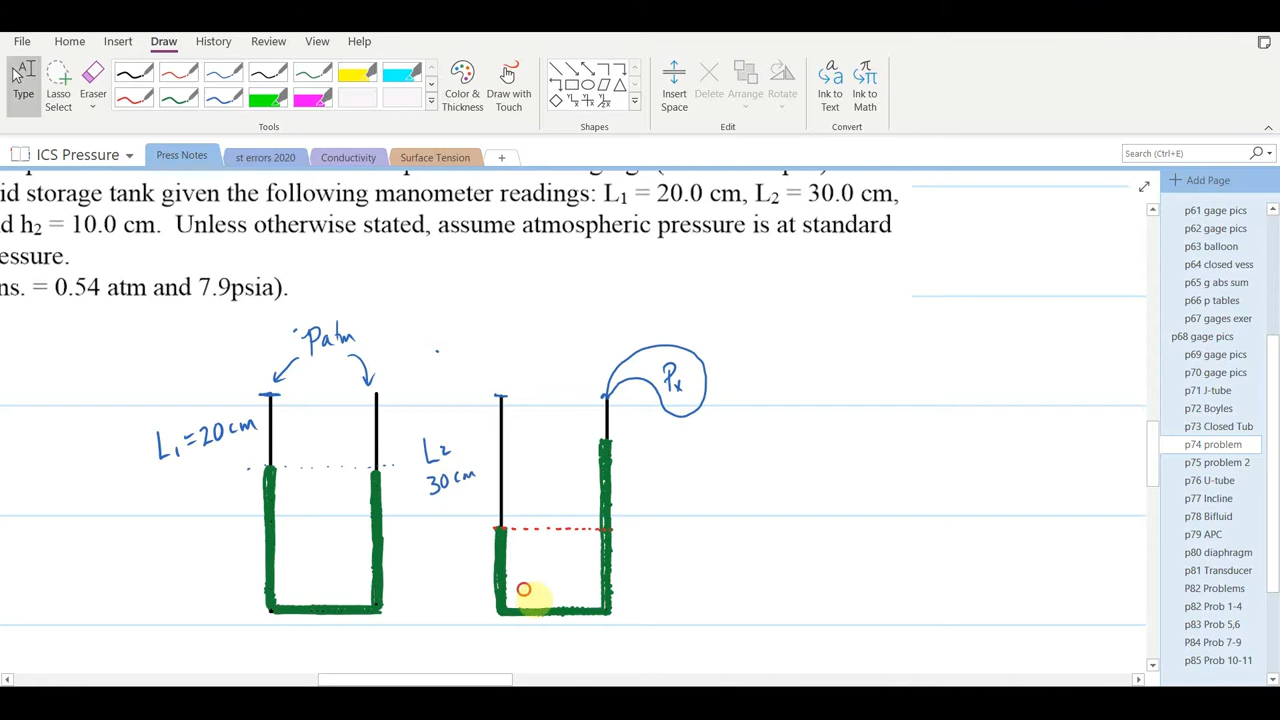 File Home Insert Draw History Review View Help
Type
Lasso Select
Eraser
Color & Thickness
Draw with Touch
Insert Space
Delete
Arrange
Rotate
Ink to Text
Ink to Math
Tools
Shapes
Edit
Convert
ICS Pressure
Press Notes
st errors 2020
Conductivity
Surface Tension
Search (Ctrl+E)
Add Page
id storage tank given the following manometer readings: L1 = 20.0 cm, L2 = 30.0 cm,
d h2 = 10.0 cm. Unless otherwise stated, assume atmospheric pressure is at standard
essure.
ns. = 0.54 atm and 7.9psia).
Patm
L1 = 20 cm
L2
30 cm
Px
p61 gage pics
p62 gage pics
p63 balloon
p64 closed vess
p65 g abs sum
p66 p tables
p67 gages exer
p68 gage pics
p69 gage pics
p70 gage pics
p71 J-tube
p72 Boyles
p73 Closed Tub
p74 problem
p75 problem 2
p76 U-tube
p77 Incline
p78 Bifluid
p79 APC
p80 diaphragm
p81 Transducer
P82 Problems
p82 Prob 1-4
p83 Prob 5,6
P84 Prob 7-9
p85 Prob 10-11